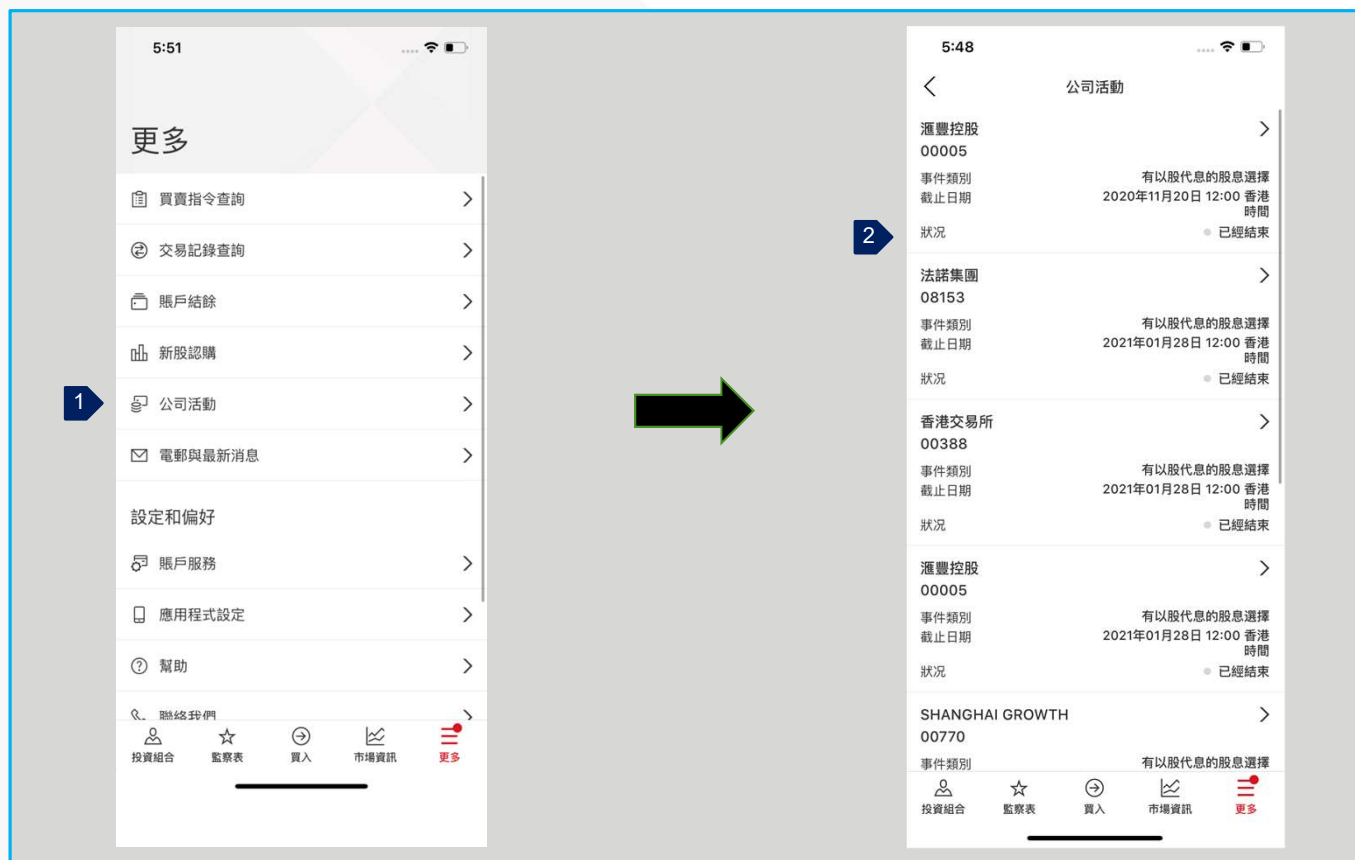 5:51
更多
買賣指令查詢
交易記錄查詢
賬戶結餘
新股認購
1
公司活動
電郵與最新消息
設定和偏好
賬戶服務
應用程式設定
幫助
聯絡我們
投資組合 監察表 買入 市場資訊 更多
5:48
公司活動
滙豐控股
00005
事件類別 有以股代息的股息選擇
截止日期 2020年11月20日 12:00 香港
時間
2
狀況 已經結束
法諾集團
08153
事件類別 有以股代息的股息選擇
截止日期 2021年01月28日 12:00 香港
時間
狀況 已經結束
香港交易所
00388
事件類別 有以股代息的股息選擇
截止日期 2021年01月28日 12:00 香港
時間
狀況 已經結束
滙豐控股
00005
事件類別 有以股代息的股息選擇
截止日期 2021年01月28日 12:00 香港
時間
狀況 已經結束
SHANGHAI GROWTH
00770
事件類別 有以股代息的股息選擇
投資組合 監察表 買入 市場資訊 更多